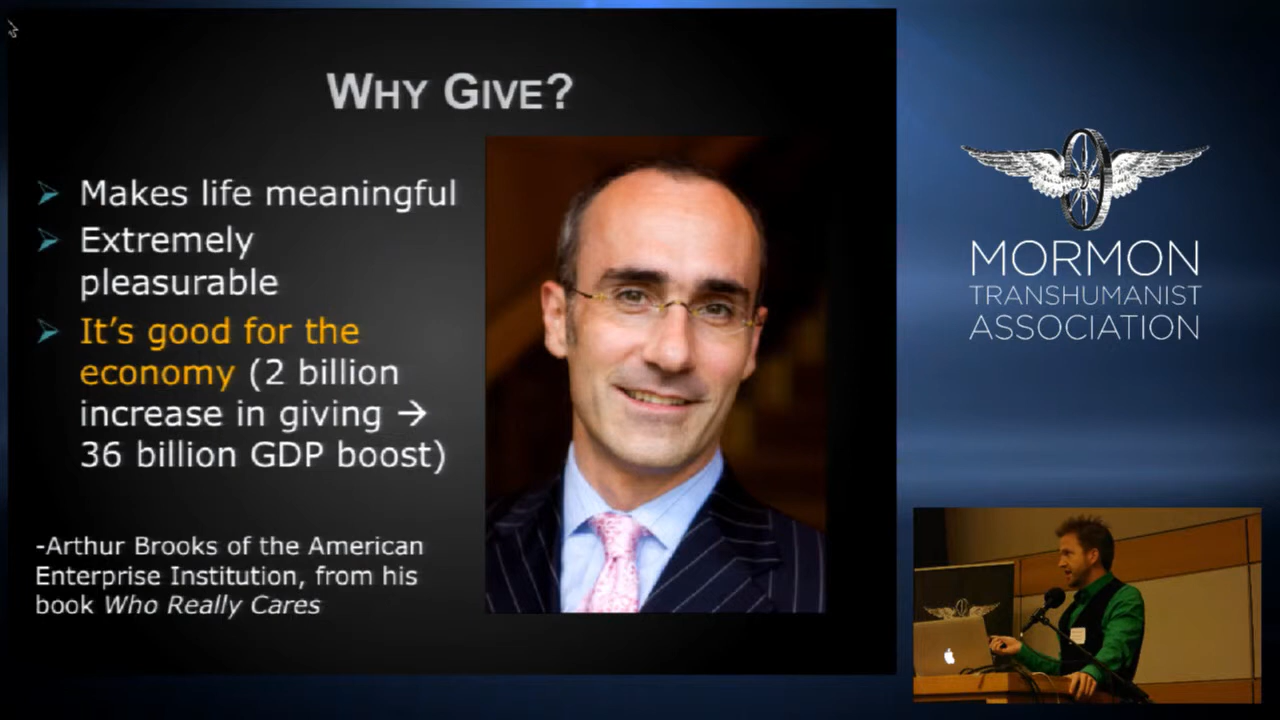 WHY GIVE?
Makes life meaningful
Extremely
pleasurable
It's good for the
economy (2 billion
increase in giving →
36 billion GDP boost)
-Arthur Brooks of the American
Enterprise Institution, from his
book Who Really Cares
MORMON
TRANSHUMANIST
ASSOCIATION